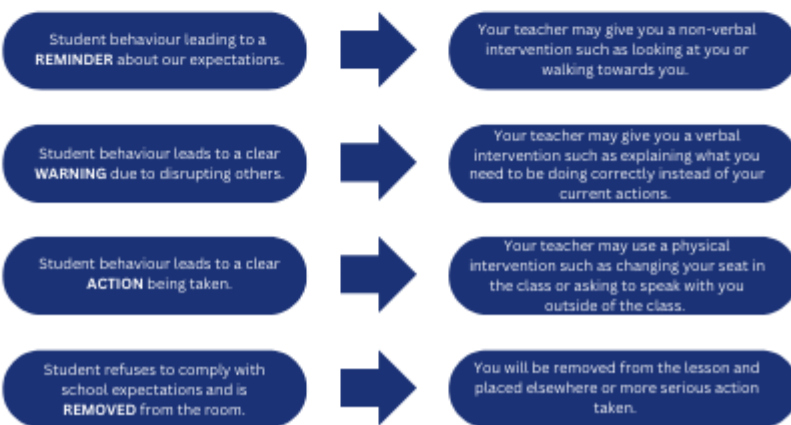 Student behaviour leading to a
REMINDER about our expectations.
Your teacher may give you a non-verbal
intervention such as looking at you or
walking towards you.
Student behaviour leads to a clear
WARNING due to disrupting others.
Your teacher may give you a verbal
intervention such as explaining what you
need to be doing correctly instead of your
current actions.
Student behaviour leads to a clear
ACTION being taken.
Your teacher may use a physical
intervention such as changing your seat in
the class or asking to speak with you
outside of the class.
Student refuses to comply with
school expectations and is
REMOVED from the room.
You will be removed from the lesson and
placed elsewhere or more serious action
taken.